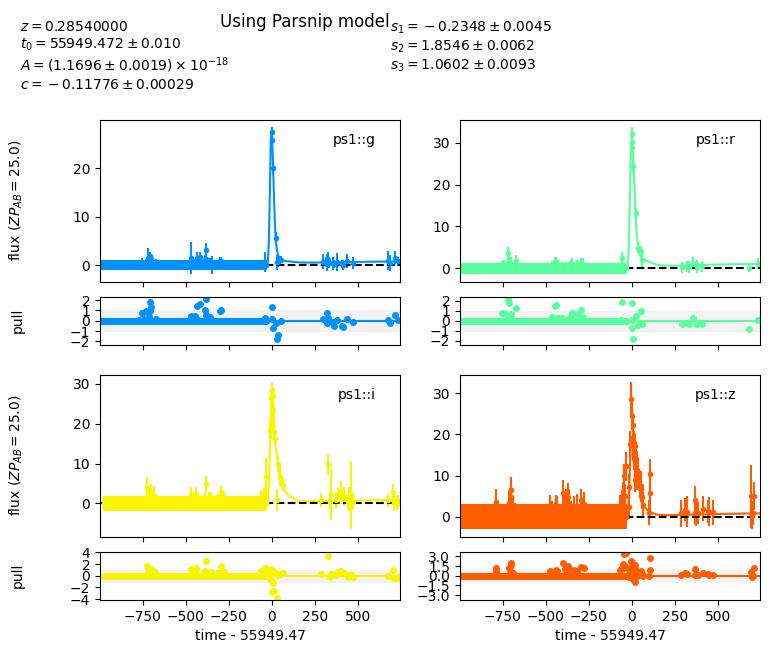 Using Parsnip model
z = 0.28540000
t₀ = 55949.472 ± 0.010
A = (1.1696 ± 0.0019) × 10⁻¹⁸
c = −0.11776 ± 0.00029
s₁ = −0.2348 ± 0.0045
s₂ = 1.8546 ± 0.0062
s₃ = 1.0602 ± 0.0093
flux (ZP_AB = 25.0)
20
10
0
ps1::g
30
20
10
0
ps1::r
pull
2
1
0
−1
−2
2
1
0
−1
−2
flux (ZP_AB = 25.0)
30
20
10
0
ps1::i
30
20
10
0
ps1::z
pull
4
2
0
−2
−4
3.0
1.5
0.0
−1.5
−3.0
−750 −500 −250 0 250 500
−750 −500 −250 0 250 500
time - 55949.47
time - 55949.47